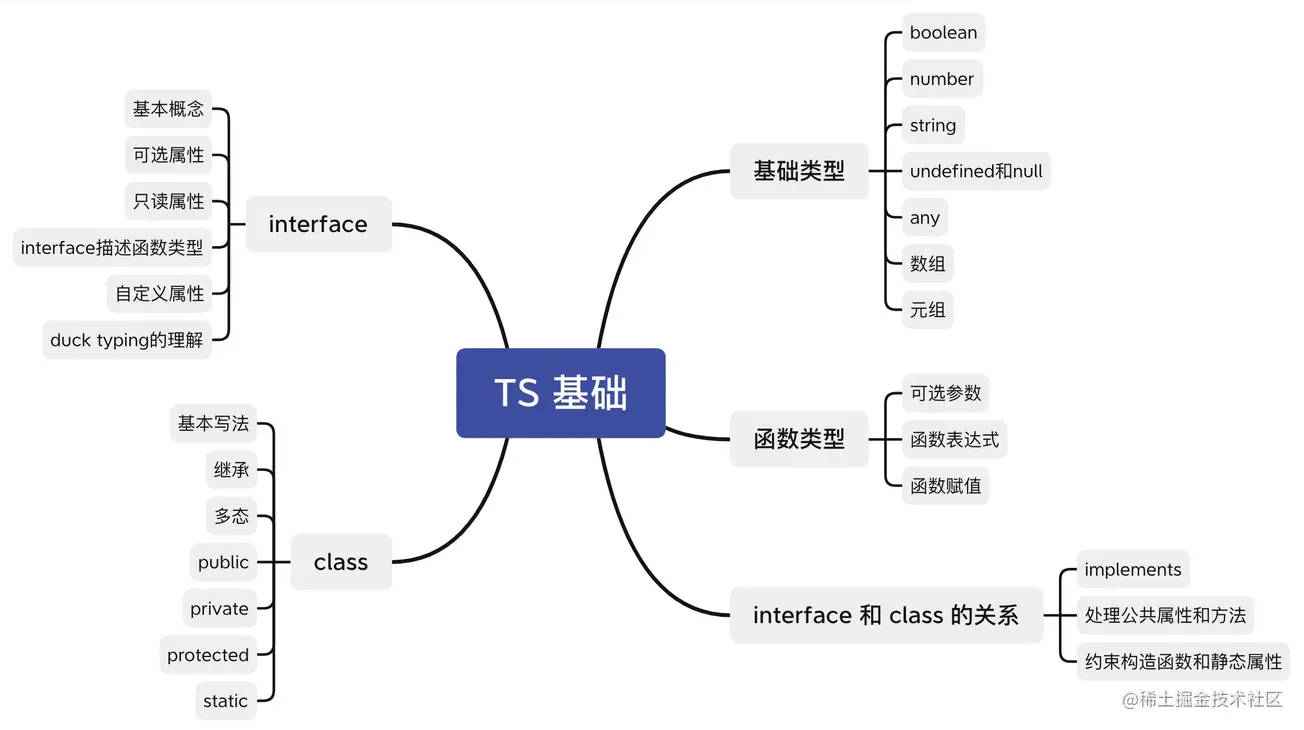 TS 基础
基础类型
boolean
number
string
undefined和null
any
数组
元组
函数类型
可选参数
函数表达式
函数赋值
interface 和 class 的关系
implements
处理公共属性和方法
约束构造函数和静态属性
interface
基本概念
可选属性
只读属性
interface描述函数类型
自定义属性
duck typing的理解
class
基本写法
继承
多态
public
private
protected
static
@稀土掘金技术社区